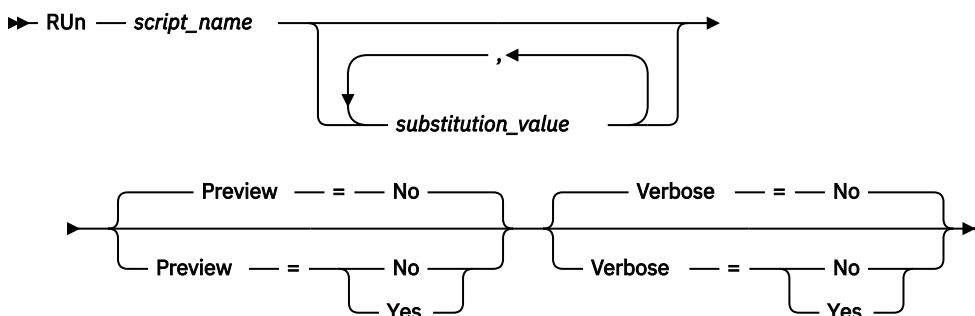 RUn script_name
,
substitution_value
Preview = No Verbose = No
Preview = No Verbose = No
Yes Yes